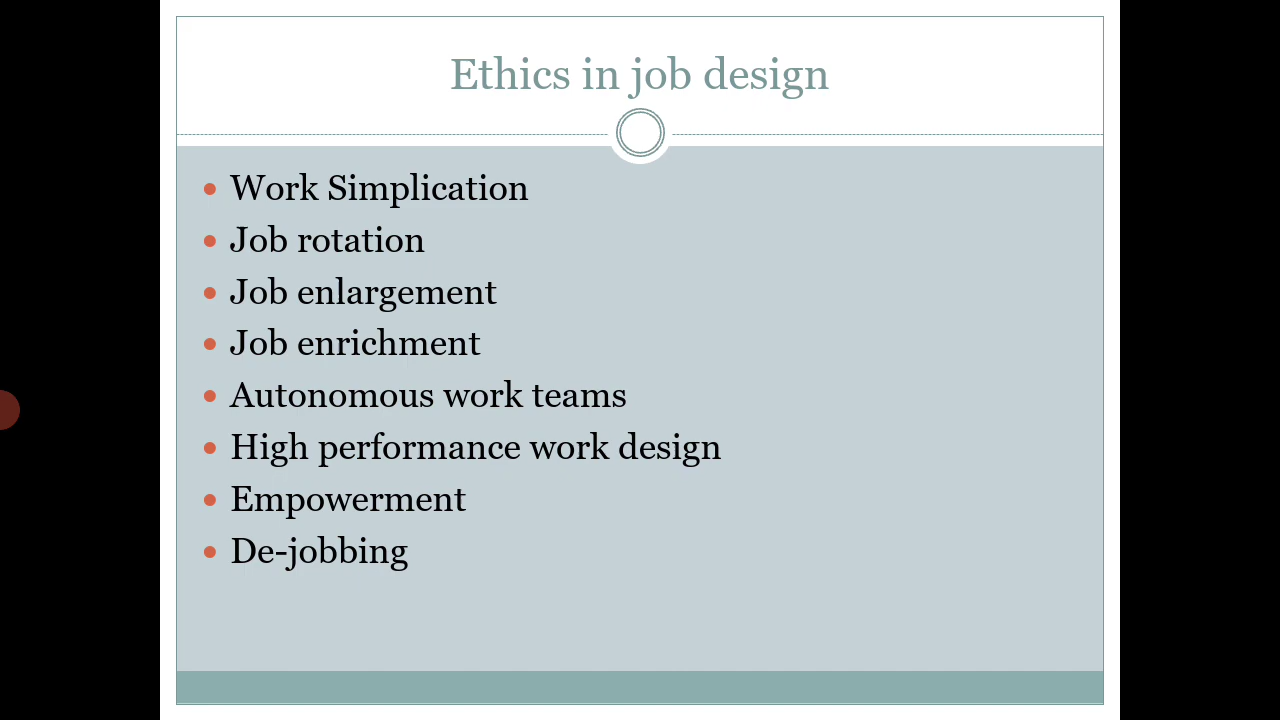 Ethics in job design
Work Simplication
Job rotation
Job enlargement
Job enrichment
Autonomous work teams
High performance work design
Empowerment
De-jobbing